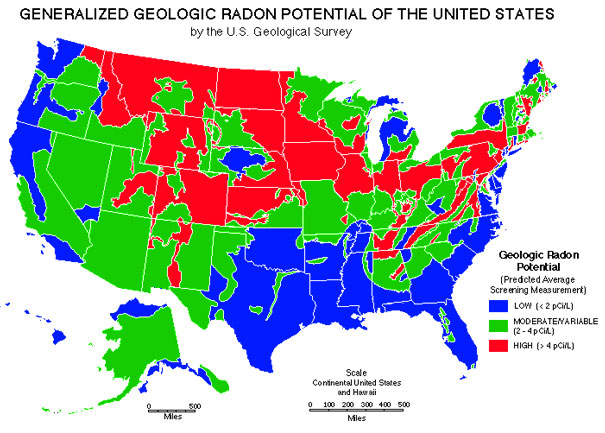 GENERALIZED GEOLOGIC RADON POTENTIAL OF THE UNITED STATES
by the U.S. Geological Survey
Geologic Radon
Potential
(Predicted Average
Screening Measurement)
LOW (< 2 pCi/L)
MODERATE/VARIABLE
(2 - 4 pCi/L)
HIGH (> 4 pCi/L)
Scale
Continental United States
and Hawaii
0 500
Miles
0 100 200 300 400 500
Miles